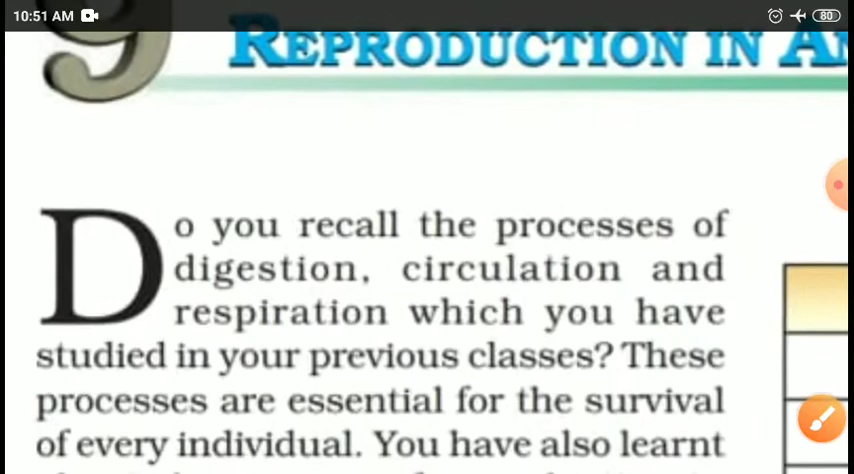 10:51 AM
80
9 REPRODUCTION IN
Do you recall the processes of
digestion, circulation and
respiration which you have
studied in your previous classes? These
processes are essential for the survival
of every individual. You have also learnt